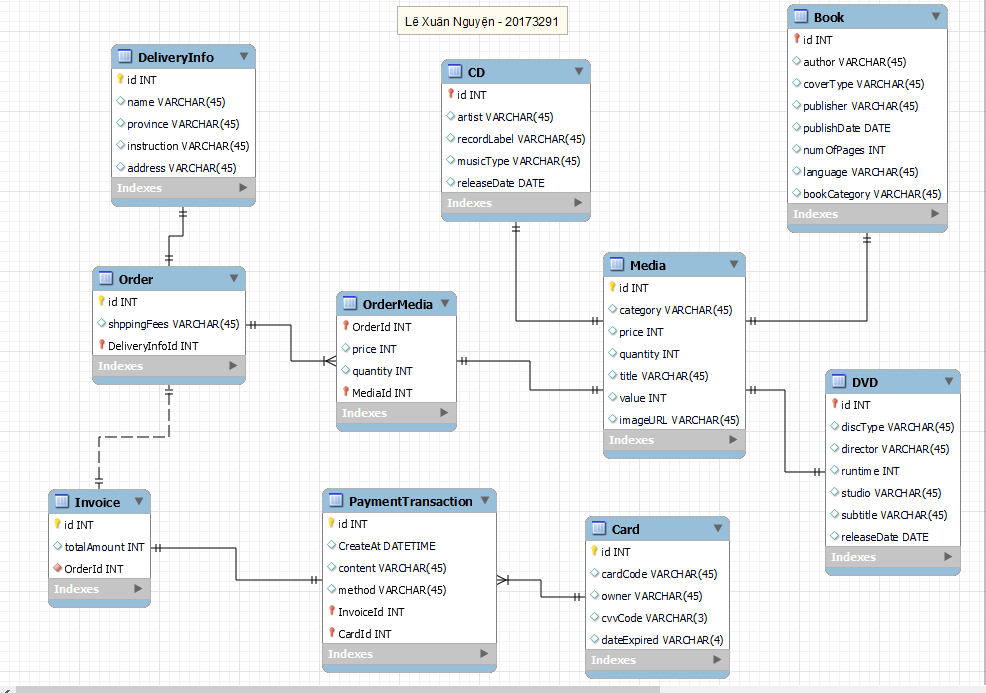 Lê Xuân Nguyện - 20173291
DeliveryInfo
id INT
name VARCHAR(45)
province VARCHAR(45)
instruction VARCHAR(45)
address VARCHAR(45)
Indexes
CD
id INT
artist VARCHAR(45)
recordLabel VARCHAR(45)
musicType VARCHAR(45)
releaseDate DATE
Indexes
Book
id INT
author VARCHAR(45)
coverType VARCHAR(45)
publisher VARCHAR(45)
publishDate DATE
numOfPages INT
language VARCHAR(45)
bookCategory VARCHAR(45)
Indexes
Order
id INT
shppingFees VARCHAR(45)
DeliveryInfoId INT
Indexes
OrderMedia
OrderId INT
price INT
quantity INT
MediaId INT
Indexes
Media
id INT
category VARCHAR(45)
price INT
quantity INT
title VARCHAR(45)
value INT
imageURL VARCHAR(45)
Indexes
DVD
id INT
discType VARCHAR(45)
director VARCHAR(45)
runtime INT
studio VARCHAR(45)
subtitle VARCHAR(45)
releaseDate DATE
Indexes
Invoice
id INT
totalAmount INT
OrderId INT
Indexes
PaymentTransaction
id INT
CreateAt DATETIME
content VARCHAR(45)
method VARCHAR(45)
InvoiceId INT
CardId INT
Indexes
Card
id INT
cardCode VARCHAR(45)
owner VARCHAR(45)
cvvCode VARCHAR(3)
dateExpired VARCHAR(4)
Indexes